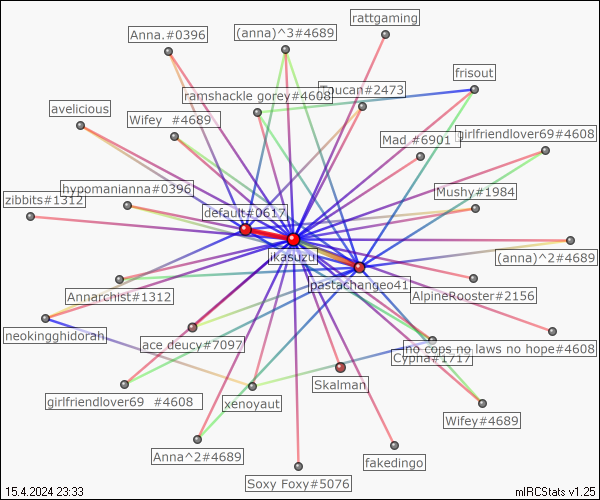 rattgaming
Anna.#0396
(anna)^3#4689
frisout
ramshackle gorey#4608
Toucan#2473
avelicious
Wifey   #4689
Mad #6901
girlfriendlover69#4608
hypomanianna#0396
Mushy#1984
zibbits#1312
default#0617
ikasuzu
(anna)^2#4689
pastachangeo41
Annarchist#1312
AlpineRooster#2156
neokingghidorah
ace deucy#7097
no cops no laws no hope#4608
Cypha#1717
Skalman
girlfriendlover69   #4608
xenoyaut
Wifey#4689
Anna^2#4689
fakedingo
Soxy Foxy#5076
15.4.2024 23:33
mIRCStats v1.25